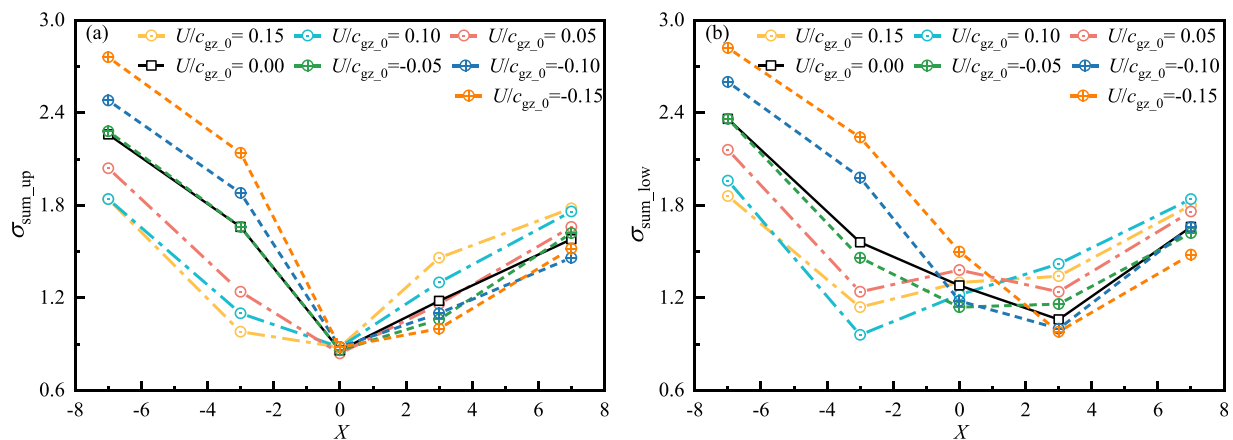 (a)
U/c_gz_0= 0.15 U/c_gz_0= 0.10 U/c_gz_0= 0.05
U/c_gz_0= 0.00 U/c_gz_0=-0.05 U/c_gz_0=-0.10
U/c_gz_0=-0.15
3.0
2.4
1.8
1.2
0.6
σ_sum_up
-8 -6 -4 -2 0 2 4 6 8
X
(b)
U/c_gz_0= 0.15 U/c_gz_0= 0.10 U/c_gz_0= 0.05
U/c_gz_0= 0.00 U/c_gz_0=-0.05 U/c_gz_0=-0.10
U/c_gz_0=-0.15
3.0
2.4
1.8
1.2
0.6
σ_sum_low
-8 -6 -4 -2 0 2 4 6 8
X